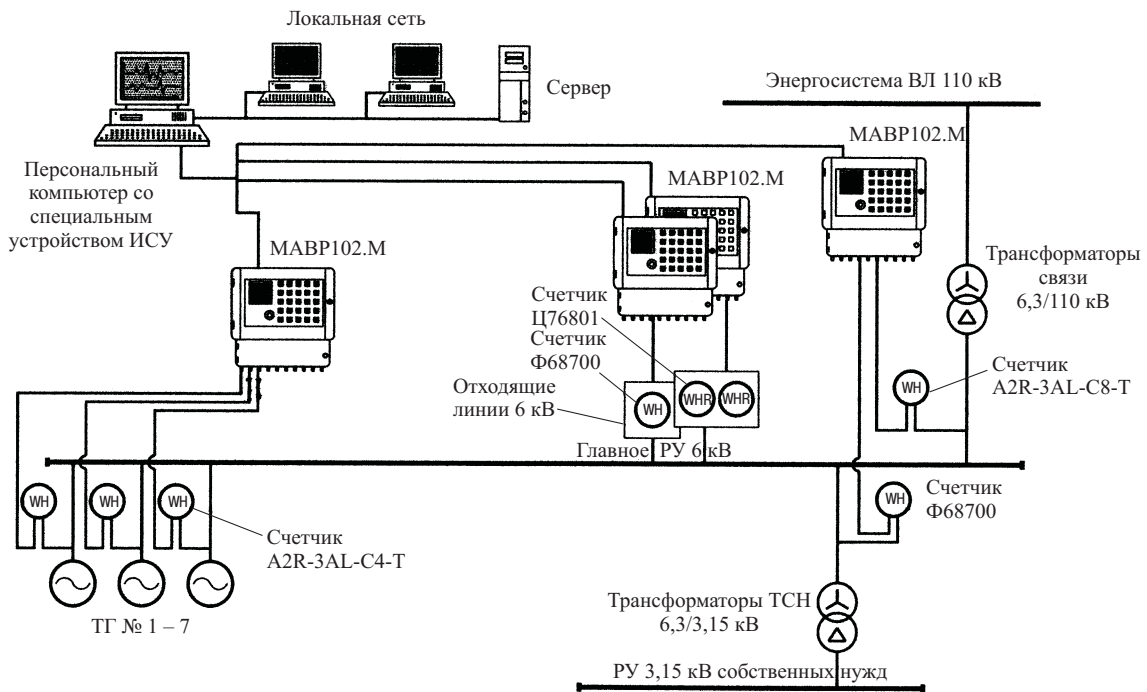 Локальная сеть
Сервер
Энергосистема ВЛ 110 кВ
МАВР102.М
Персональный
компьютер со
специальным
устройством ИСУ
МАВР102.М
МАВР102.М
Трансформаторы
связи
6,3/110 кВ
Счетчик
Ц76801
Счетчик
Ф68700
Отходящие
линии 6 кВ
WH
WHR
WHR
WH
Счетчик
A2R-3AL-C8-T
Главное РУ 6 кВ
WH
WH
WH
Счетчик
A2R-3AL-C4-T
WH
Счетчик
Ф68700
ТГ № 1 – 7
Трансформаторы ТСН
6,3/3,15 кВ
РУ 3,15 кВ собственных нужд